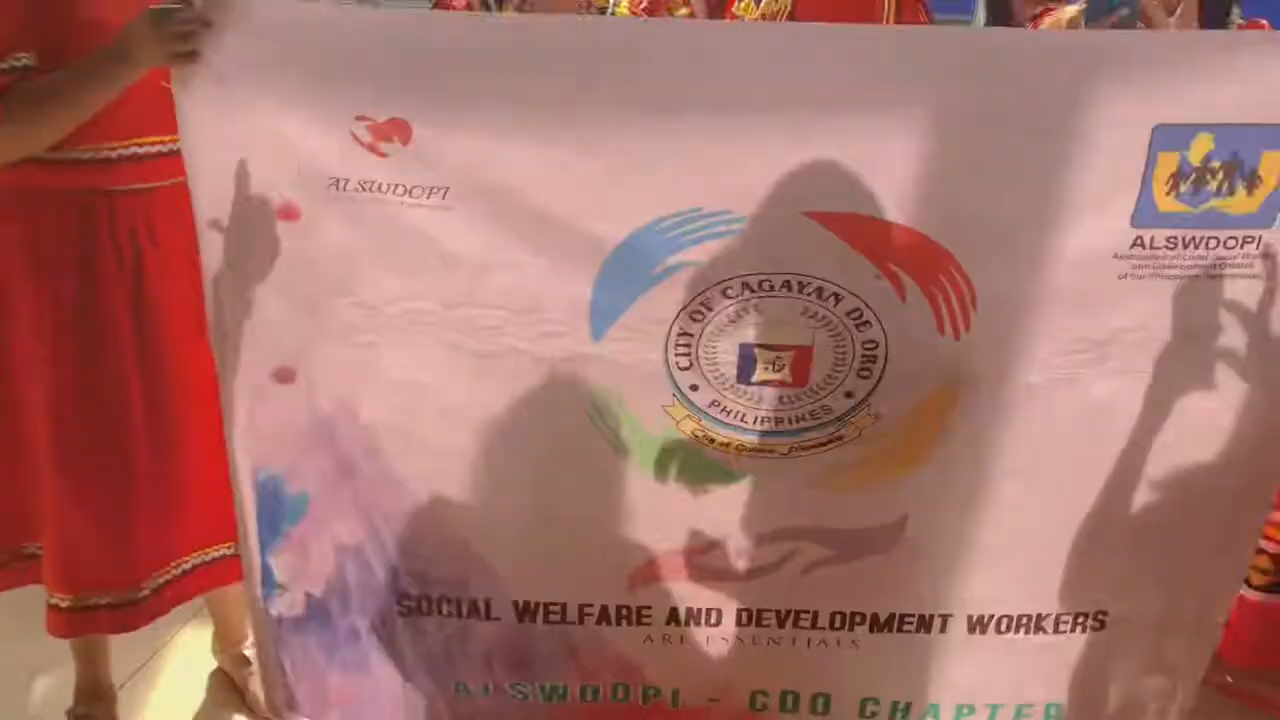 ALSWDOPI
ALSWDOPI
CITY OF CAGAYAN DE ORO
PHILIPPINES
SOCIAL WELFARE AND DEVELOPMENT WORKERS
ARE ESSENTIALS
ALSWDOPI - CDO CHAPTER